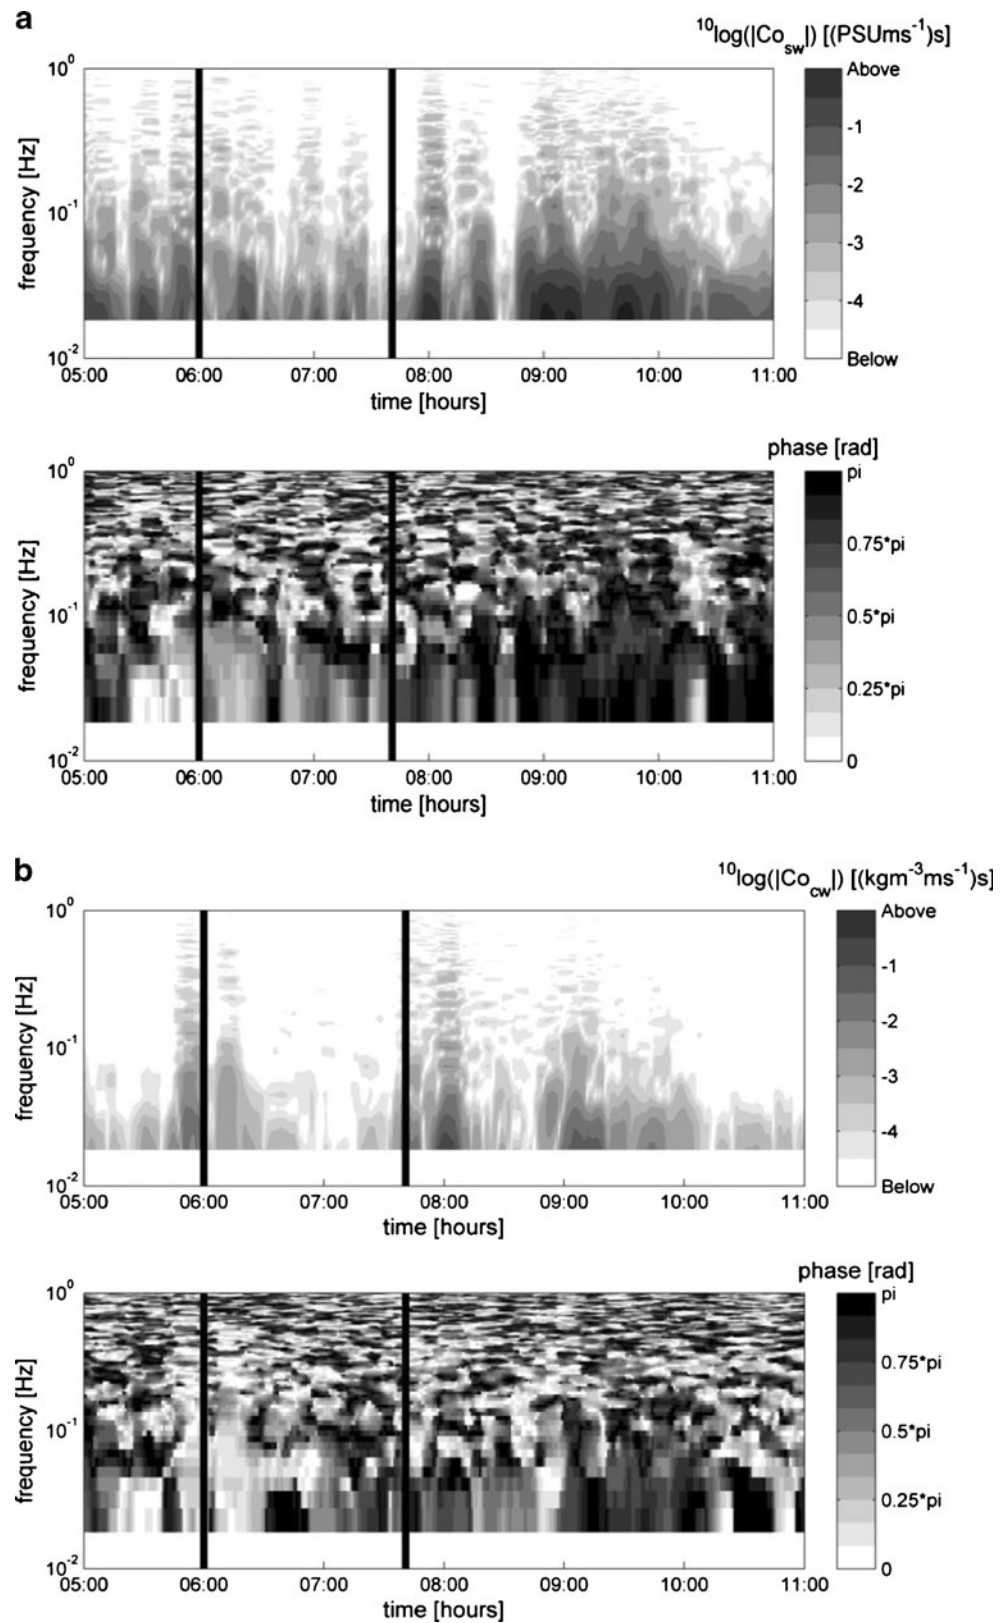 a
¹⁰log(|Co_sw|) [(PSUms⁻¹)s]
10⁰
10⁻¹
10⁻²
frequency [Hz]
05:00 06:00 07:00 08:00 09:00 10:00 11:00
time [hours]
Above
-1
-2
-3
-4
Below
phase [rad]
10⁰
10⁻¹
10⁻²
frequency [Hz]
05:00 06:00 07:00 08:00 09:00 10:00 11:00
time [hours]
pi
0.75*pi
0.5*pi
0.25*pi
0
b
¹⁰log(|Co_cw|) [(kgm⁻³ms⁻¹)s]
10⁰
10⁻¹
10⁻²
frequency [Hz]
05:00 06:00 07:00 08:00 09:00 10:00 11:00
time [hours]
Above
-1
-2
-3
-4
Below
phase [rad]
10⁰
10⁻¹
10⁻²
frequency [Hz]
05:00 06:00 07:00 08:00 09:00 10:00 11:00
time [hours]
pi
0.75*pi
0.5*pi
0.25*pi
0